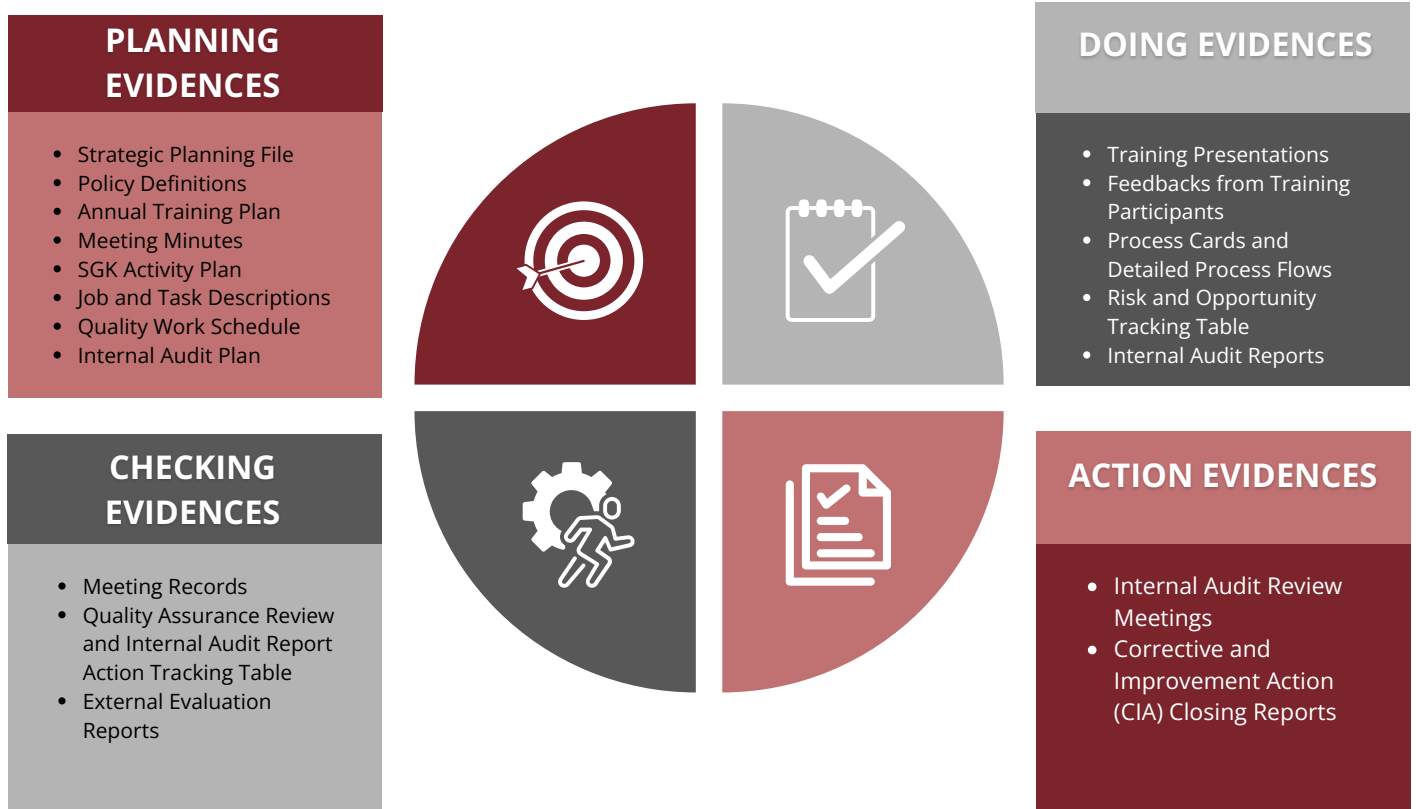 PLANNING
EVIDENCES
• Strategic Planning File
• Policy Definitions
• Annual Training Plan
• Meeting Minutes
• SGK Activity Plan
• Job and Task Descriptions
• Quality Work Schedule
• Internal Audit Plan
DOING EVIDENCES
• Training Presentations
• Feedbacks from Training
Participants
• Process Cards and
Detailed Process Flows
• Risk and Opportunity
Tracking Table
• Internal Audit Reports
CHECKING
EVIDENCES
• Meeting Records
• Quality Assurance Review
and Internal Audit Report
Action Tracking Table
• External Evaluation
Reports
ACTION EVIDENCES
• Internal Audit Review
Meetings
• Corrective and
Improvement Action
(CIA) Closing Reports